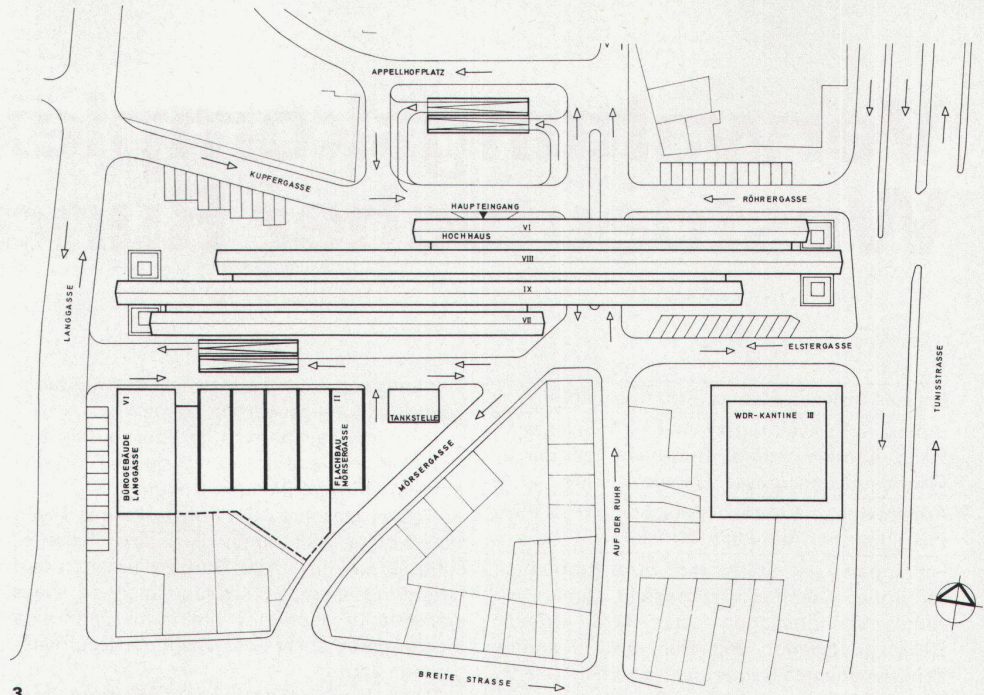 APPELLHOFPLATZ
KUPFERGASSE
HAUPTEINGANG
RÖHRERGASSE
VI
HOCHHAUS
VIII
LANGGASSE
IX
VII
ELSTERGASSE
TUNISSTRASSE
VI
BÜROGEBÄUDE
LANGGASSE
II
FLACHBAU
MÖRSERGASSE
TANKSTELLE
MÖRSERGASSE
WDR-KANTINE III
AUF DER RUHR
BREITE STRASSE
3